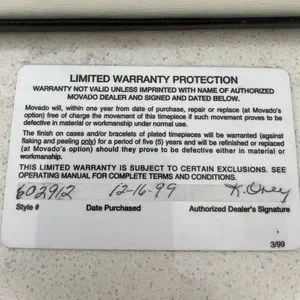 LIMITED WARRANTY PROTECTION
WARRANTY NOT VALID UNLESS IMPRINTED WITH NAME OF AUTHORIZED
MOVADO DEALER AND SIGNED AND DATED BELOW.
Movado will, within one year from date of purchase, repair or replace (at Movado's
option) free of charge the movement of this timepiece if such movement proves to be
defective in material or workmanship under normal use.
The finish on cases and/or bracelets of plated timepieces will be warranted (against
flaking and peeling only) for a period of five (5) years and will be refinished or replaced
(at Movado's option) should they prove to be defective either in material or
workmanship.
THIS LIMITED WARRANTY IS SUBJECT TO CERTAIN EXCLUSIONS. SEE
OPERATING MANUAL FOR COMPLETE TERMS AND CONDITIONS.
602912 12-16-99 K.
Style # Date Purchased Authorized Dealer's Signature
3/99